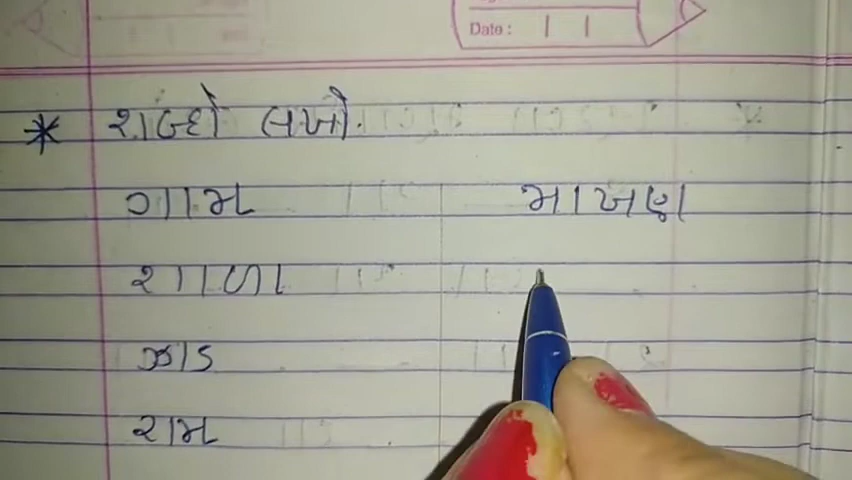 Date :
* શબ્દો લખો.
ગામ માખણ
શાળા
ઝાડ
રામ